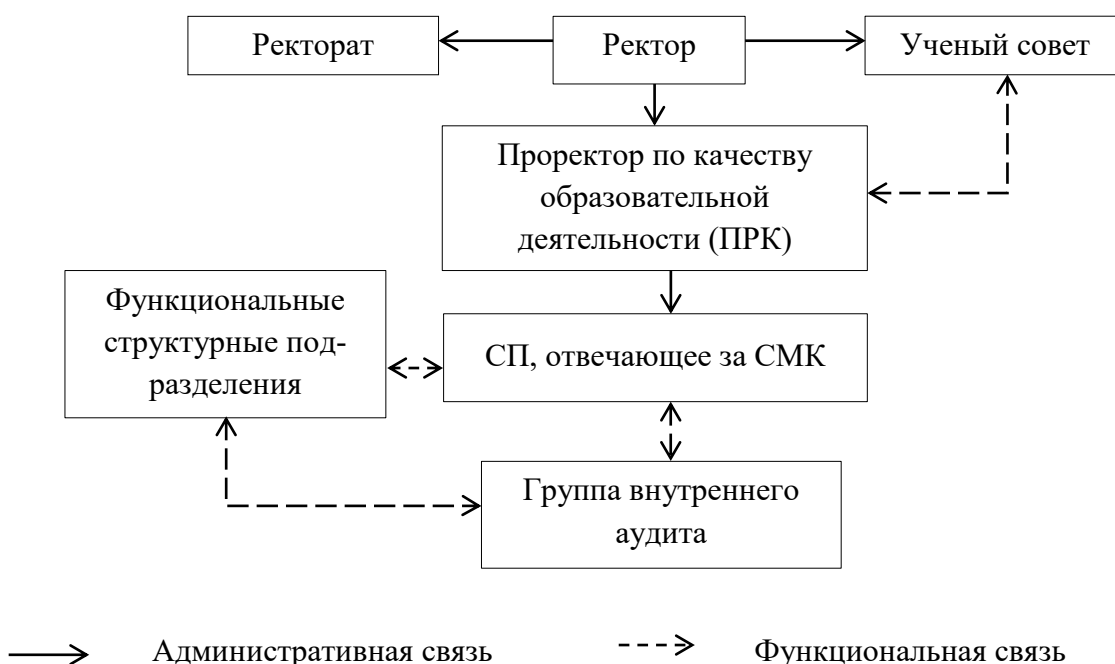 Ректорат
Ректор
Ученый совет
Проректор по качеству
образовательной
деятельности (ПРК)
Функциональные
структурные под-
разделения
СП, отвечающее за СМК
Группа внутреннего
аудита
Административная связь
Функциональная связь